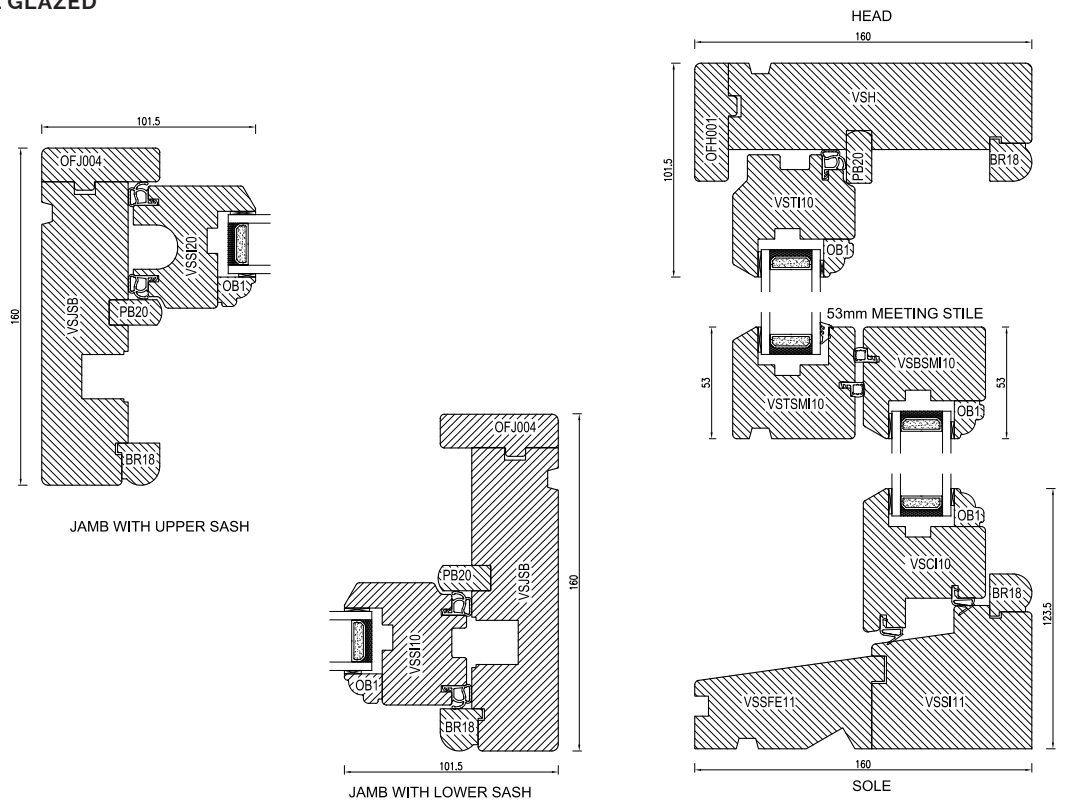 GLAZED
HEAD
160
101.5
OFH001
VSH
PB20
BR18
VSTI10
OB1
101.5
160
OFJ004
VSJSB
VSSI20
OB1
PB20
BR18
JAMB WITH UPPER SASH
53mm MEETING STILE
53
VSTSMI10
VSBSMI10
OB1
53
OFJ004
PB20
VSJSB
160
VSSI10
OB1
BR18
101.5
JAMB WITH LOWER SASH
OB1
VSCI10
BR18
123.5
VSSFE11
VSSI11
160
SOLE